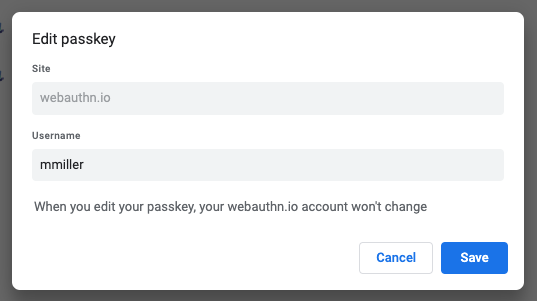 Edit passkey
Site
webauthn.io
Username
mmiller
When you edit your passkey, your webauthn.io account won't change
Cancel
Save